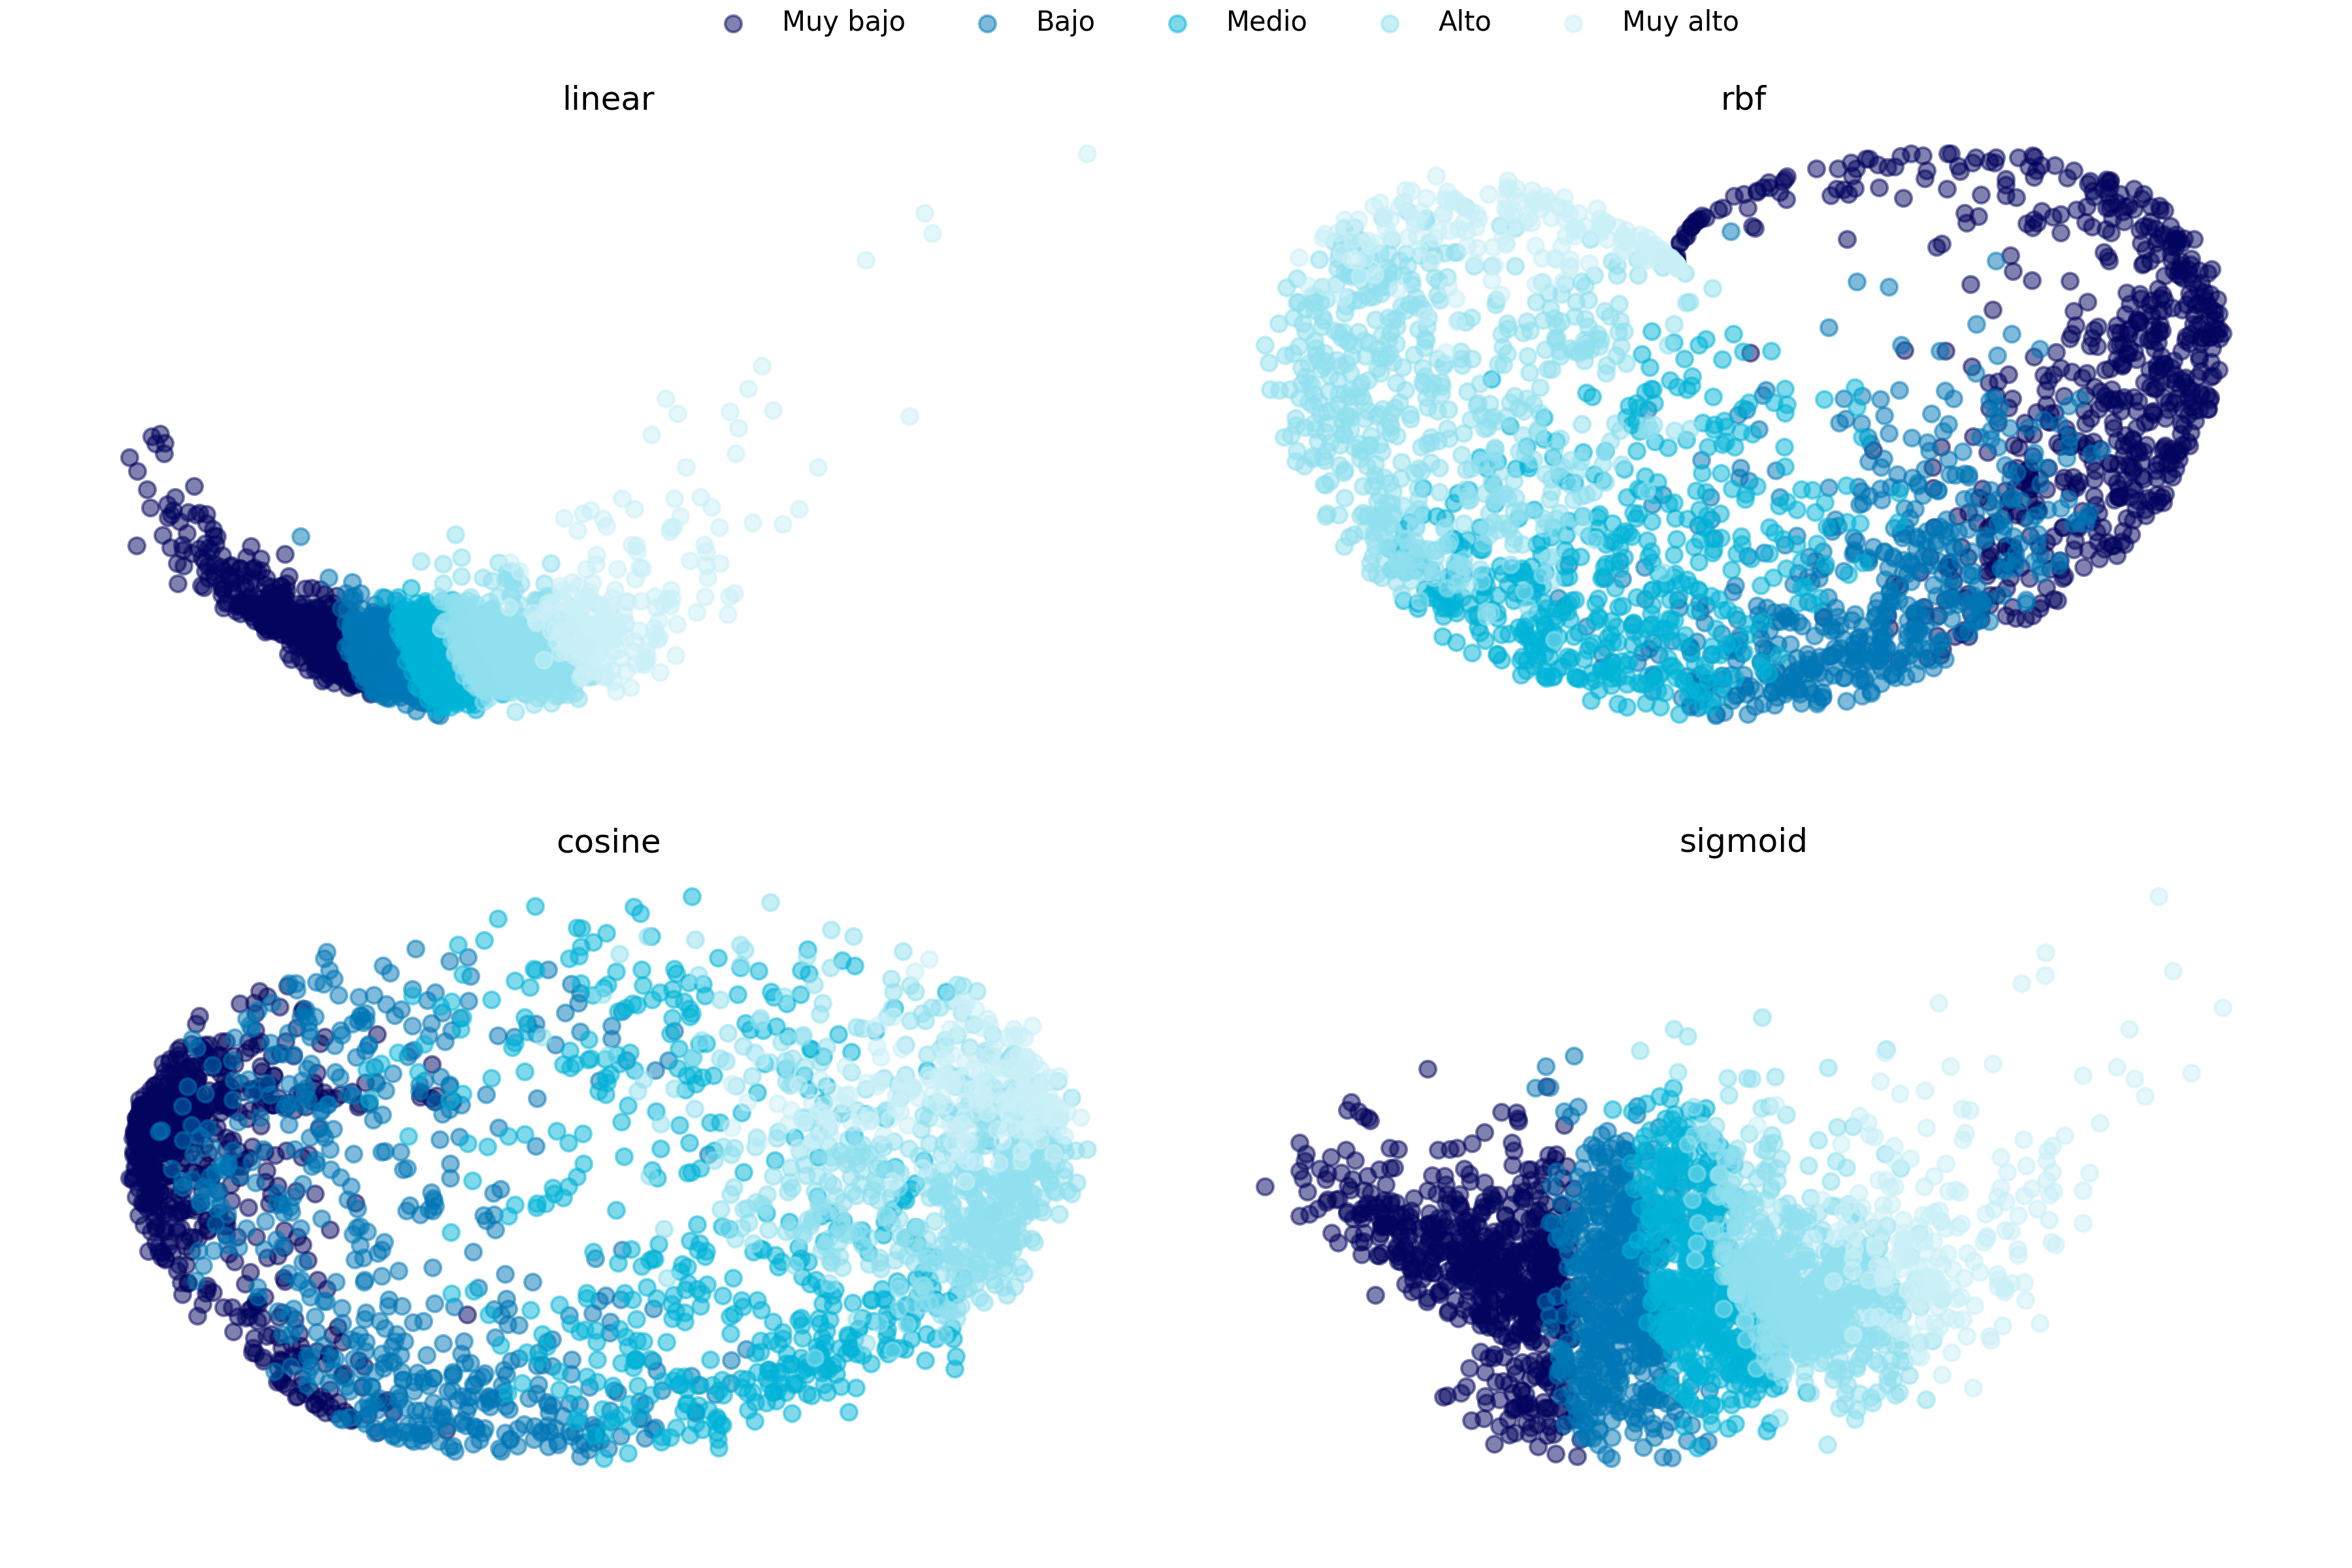 Muy bajo Bajo Medio Alto Muy alto
linear
rbf
cosine
sigmoid